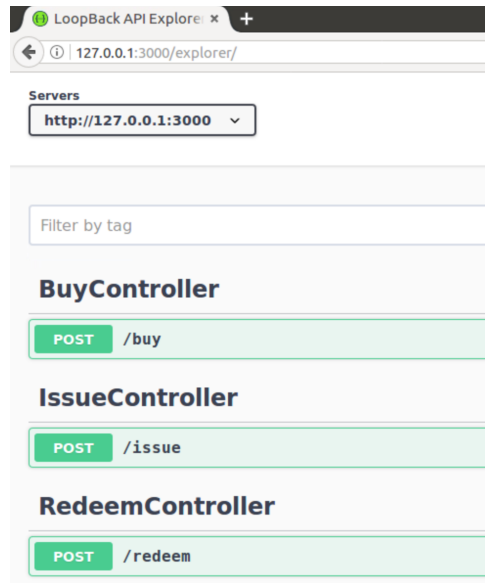 LoopBack API Explore ×
127.0.0.1:3000/explorer/
Servers
http://127.0.0.1:3000
Filter by tag
BuyController
POST /buy
IssueController
POST /issue
RedeemController
POST /redeem